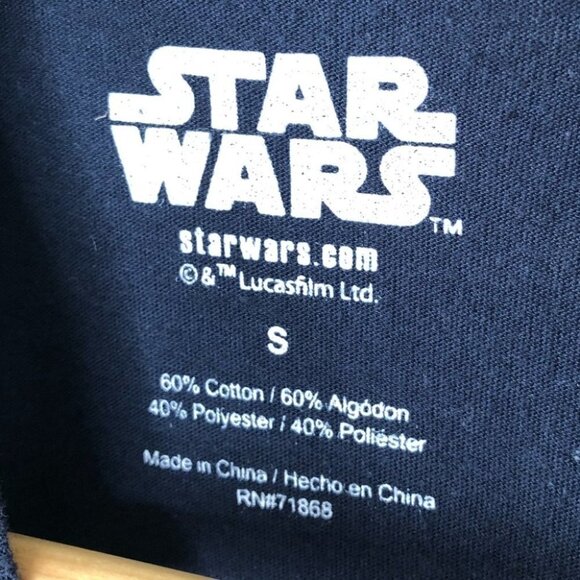 STAR
WARS™
starwars.com
©&™ Lucasfilm Ltd.
S
60% Cotton / 60% Algódon
40% Polyester / 40% Poliéster
Made in China / Hecho en China
RN#71868